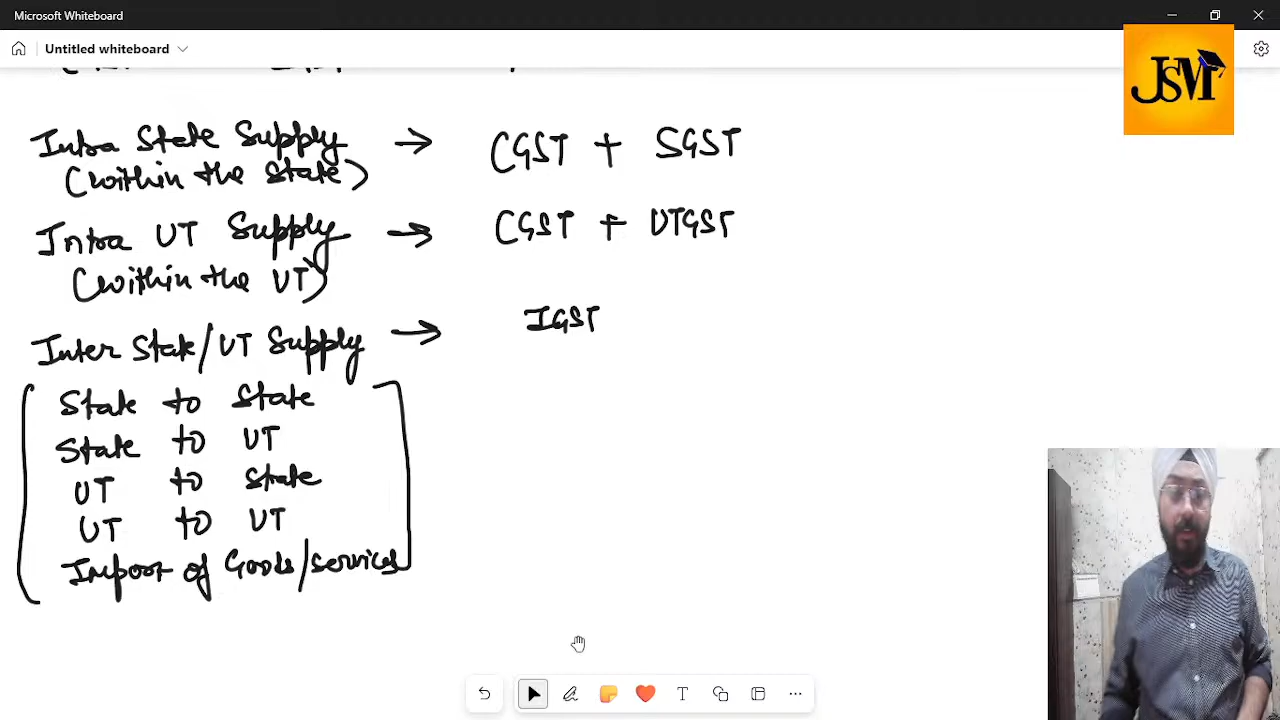 Microsoft Whiteboard
Untitled whiteboard
JSM
Intra State Supply → CGST + SGST
(within the State)
Intra UT Supply → CGST + UTGST
(within the UT)
Inter State/UT Supply → IGST
State to State
State to UT
UT to State
UT to UT
Import of Goods/services